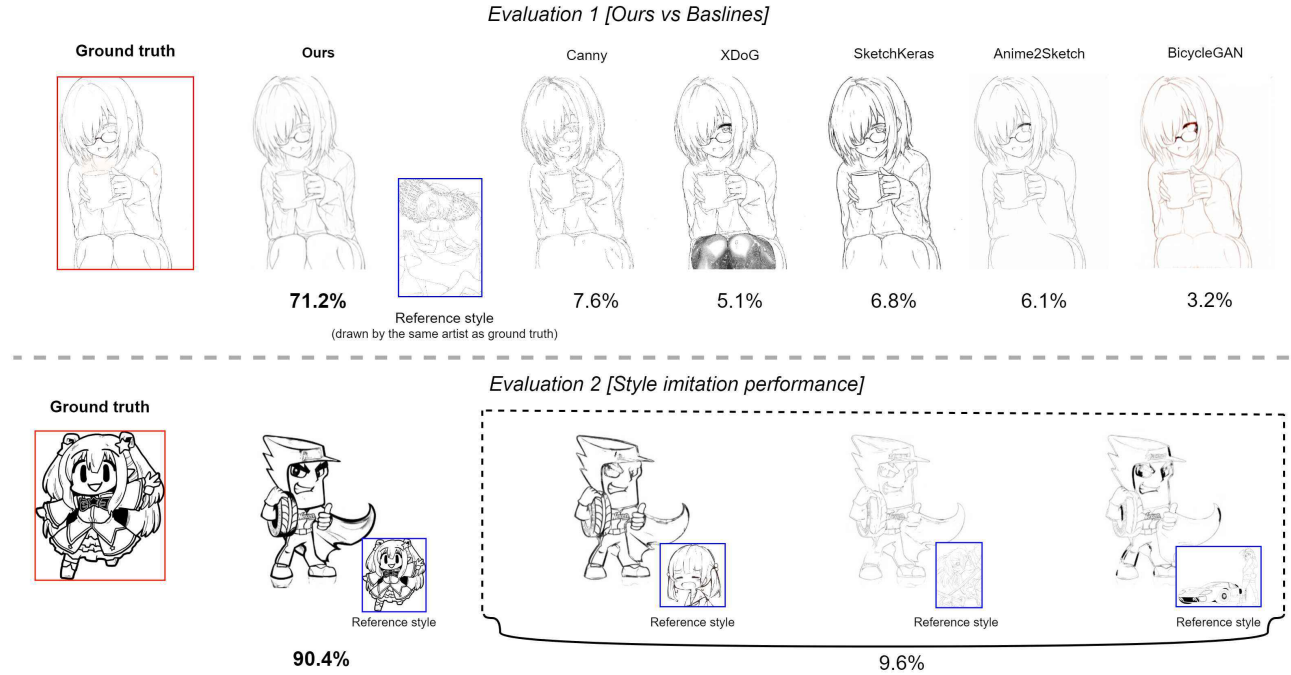 Evaluation 1 [Ours vs Baslines]
Ground truth
Ours
Canny
XDoG
SketchKeras
Anime2Sketch
BicycleGAN
71.2%
7.6%
5.1%
6.8%
6.1%
3.2%
Reference style
(drawn by the same artist as ground truth)
Evaluation 2 [Style imitation performance]
Ground truth
Reference style
Reference style
Reference style
Reference style
90.4%
9.6%